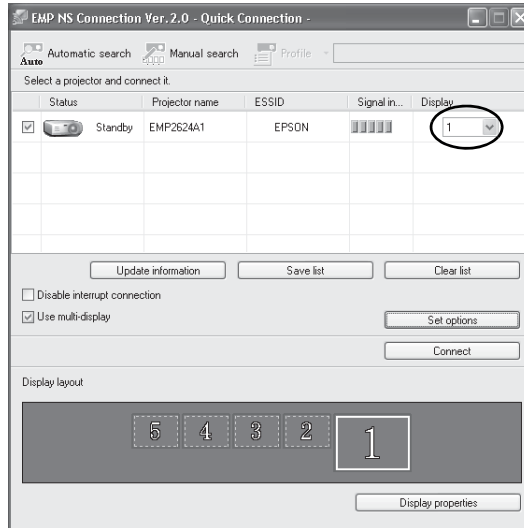 EMP NS Connection Ver. 2.0 - Quick Connection -
Auto Automatic search Manual search Profile
Select a projector and connect it.
Status Projector name ESSID Signal in... Display
Standby EMP2624A1 EPSON 1
Update information Save list Clear list
Disable interrupt connection
Use multi-display
Set options
Connect
Display layout
5 4 3 2 1
Display properties